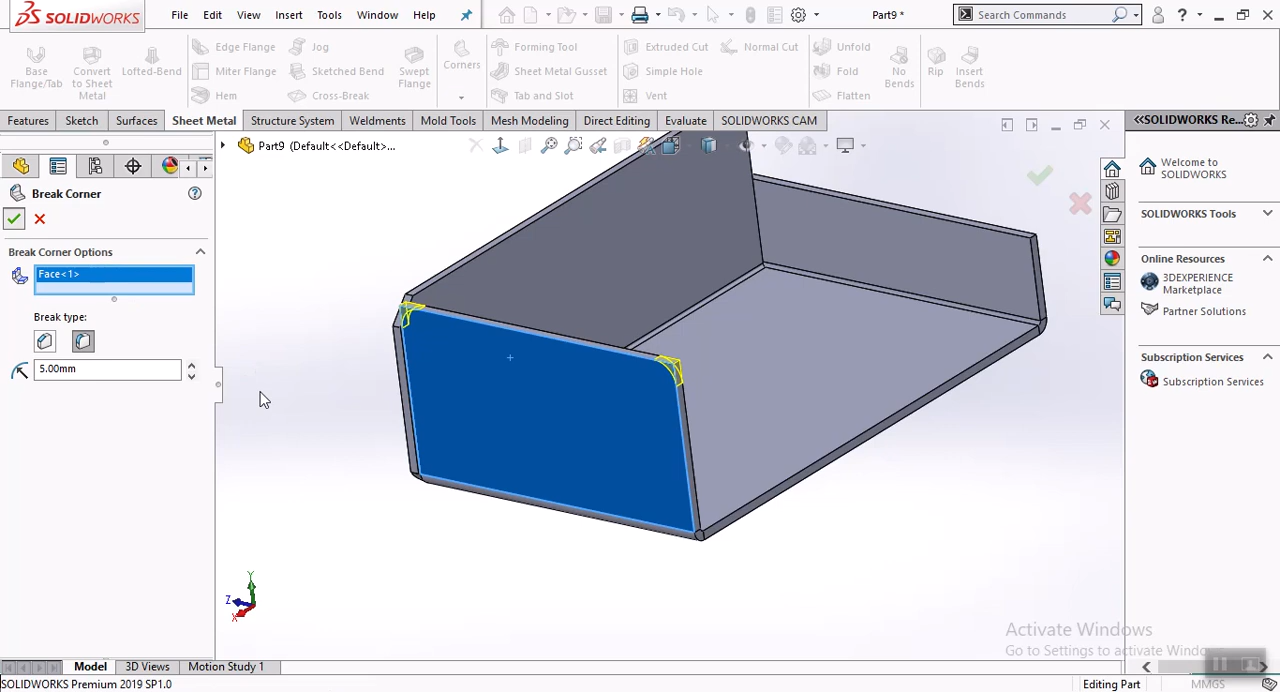 SOLIDWORKS File Edit View Insert Tools Window Help Part9 * Search Commands
Base Flange/Tab Convert to Sheet Metal Lofted-Bend Edge Flange Miter Flange Hem Jog Sketched Bend Cross-Break Swept Flange Corners Forming Tool Sheet Metal Gusset Tab and Slot Extruded Cut Simple Hole Vent Normal Cut Unfold Fold Flatten No Bends Rip Insert Bends
Features Sketch Surfaces Sheet Metal Structure System Weldments Mold Tools Mesh Modeling Direct Editing Evaluate SOLIDWORKS CAM
SOLIDWORKS Re...
Part9 (Default<<Default>...
Break Corner
Break Corner Options
Face<1>
Break type:
5.00mm
Welcome to
SOLIDWORKS
SOLIDWORKS Tools
Online Resources
3DEXPERIENCE
Marketplace
Partner Solutions
Subscription Services
Subscription Services
Y
Z
X
Activate Windows
Go to Settings to activate
Model 3D Views Motion Study 1
SOLIDWORKS Premium 2019 SP1.0 Editing Part MMGS